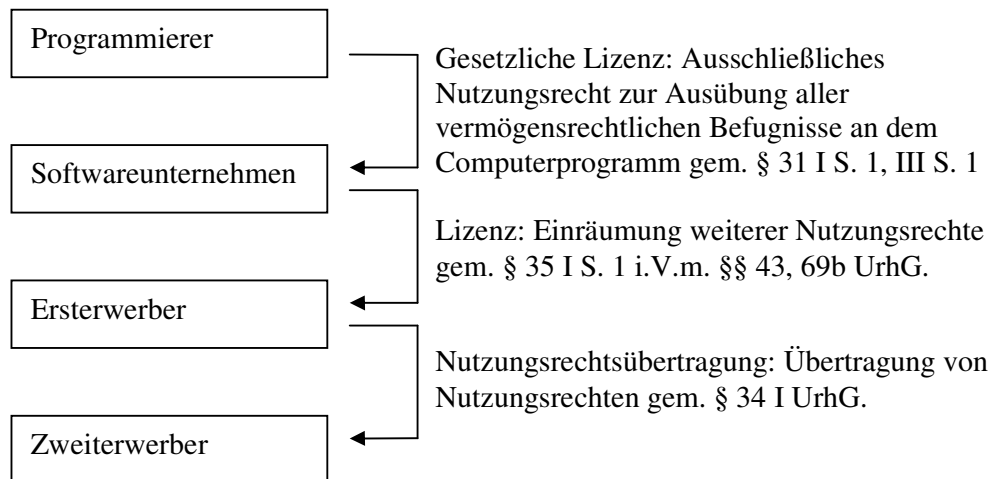 Programmierer
Gesetzliche Lizenz: Ausschließliches
Nutzungsrecht zur Ausübung aller
vermögensrechtlichen Befugnisse an dem
Computerprogramm gem. § 31 I S. 1, III S. 1
Softwareunternehmen
Lizenz: Einräumung weiterer Nutzungsrechte
gem. § 35 I S. 1 i.V.m. §§ 43, 69b UrhG.
Ersterwerber
Nutzungsrechtsübertragung: Übertragung von
Nutzungsrechten gem. § 34 I UrhG.
Zweiterwerber